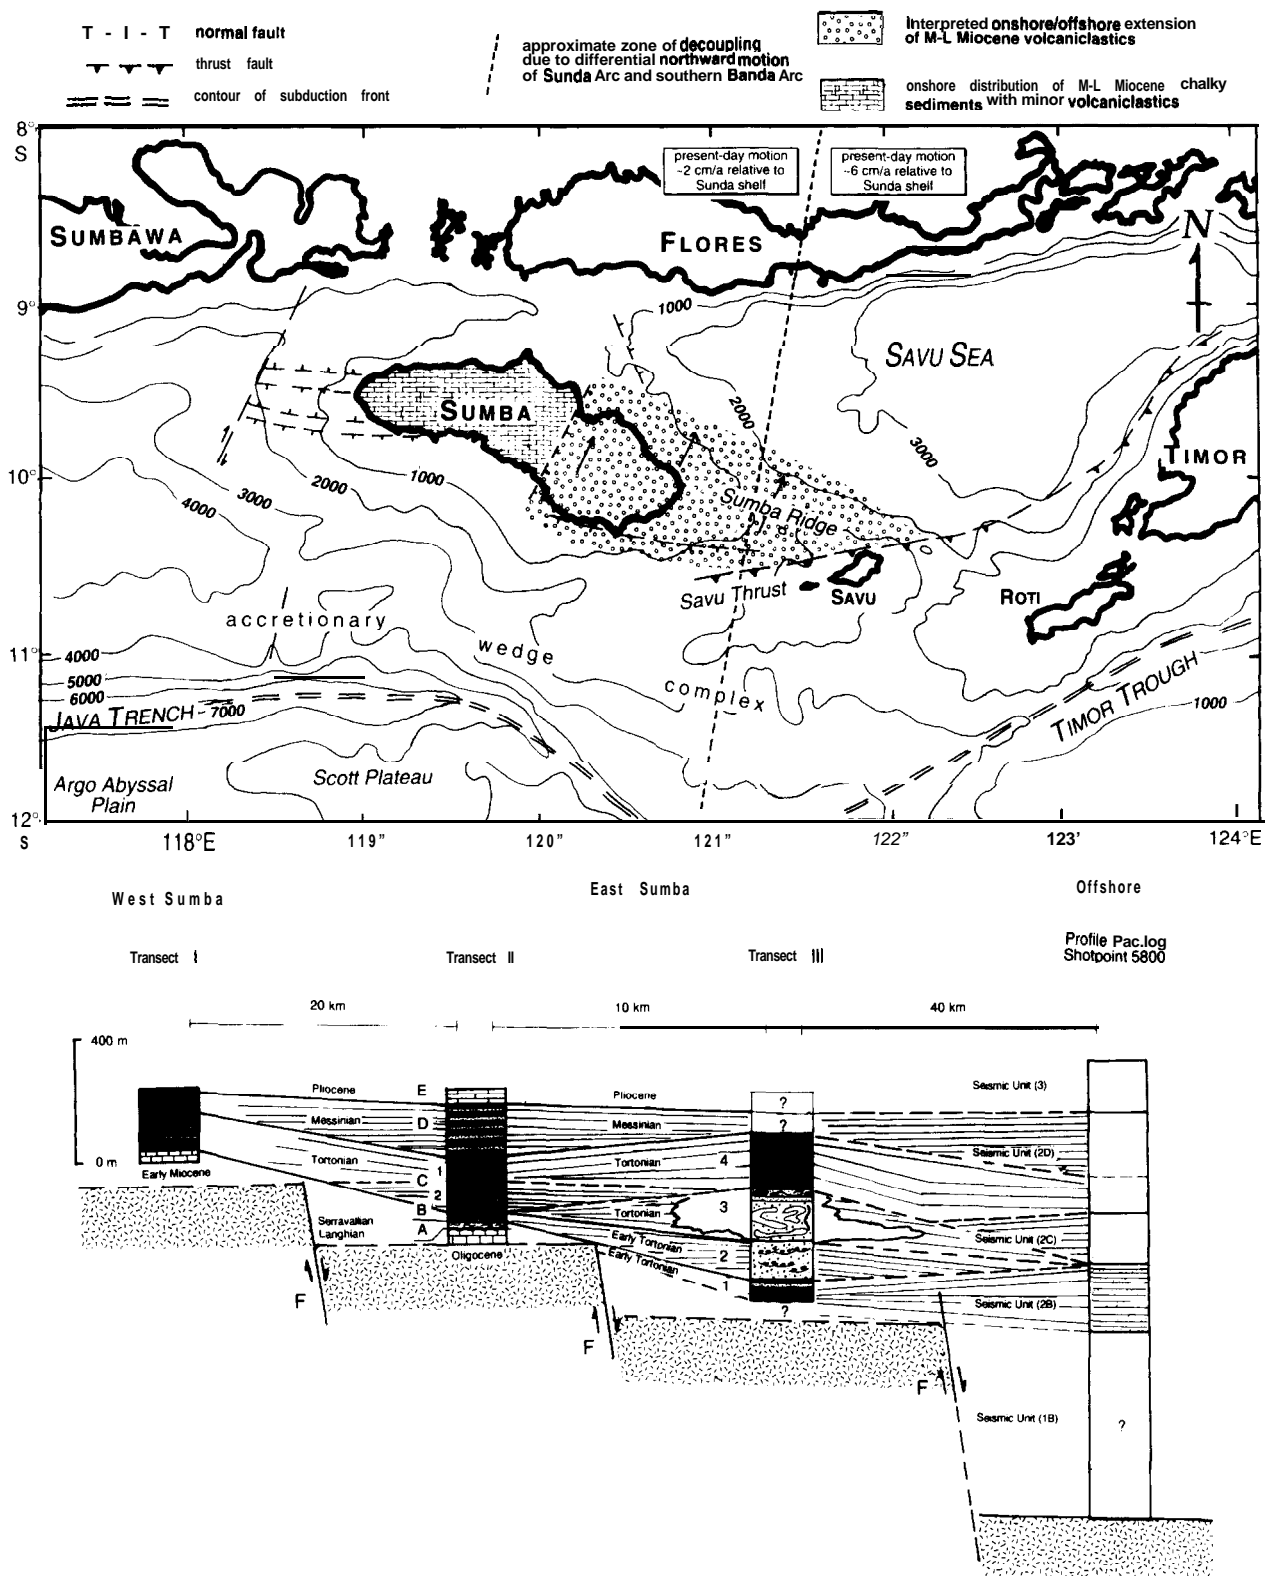 T - I - T normal fault
thrust fault
contour of subduction front
approximate zone of decoupling
due to differential northward motion
of Sunda Arc and southern Banda Arc
Interpreted onshore/offshore extension
of M-L Miocene volcaniclastics
onshore distribution of M-L Miocene chalky
sediments with minor volcaniclastics
8°
S
present-day motion
~2 cm/a relative to
Sunda shelf
present-day motion
~6 cm/a relative to
Sunda shelf
SUMBAWA
FLORES
N
9°
1000
SAVU SEA
SUMBA
2000
3000
TIMOR
10°
1000
2000
3000
4000
Sumba Ridge
Savu Thrust
SAVU
ROTI
accretionary
wedge
complex
11°
4000
5000
6000
7000
JAVA TRENCH
TIMOR TROUGH
1000
Argo Abyssal
Plain
Scott Plateau
12°
S
118°E
119"
120"
121"
122"
123'
124°E
West Sumba
East Sumba
Offshore
Transect I
Transect II
Transect III
Profile Pac.log
Shotpoint 5800
20 km
10 km
40 km
400 m
0 m
Pliocene
E
Pliocene
?
Seismic Unit (3)
Messinian
D
Messinian
?
Tortonian
1
Tortonian
4
Seismic Unit (2D)
Early Miocene
C
2
B
Tortonian
3
Serravallian
Langhian
A
Early Tortonian
2
Seismic Unit (2C)
Oligocene
Early Tortonian
1
?
Seismic Unit (2B)
F
F
F
Seismic Unit (1B)
?